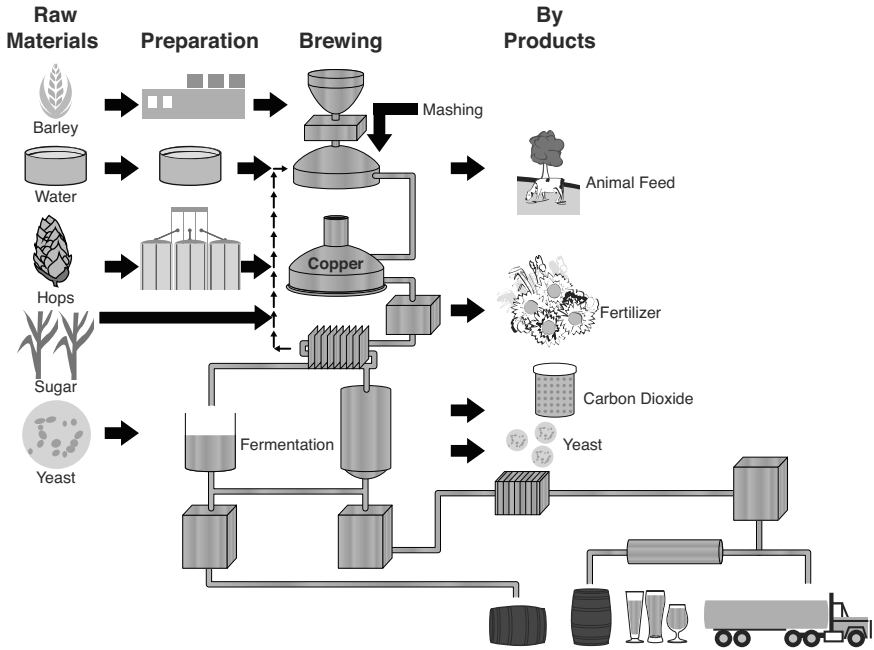 Raw
Materials
Preparation
Brewing
By
Products
Barley
Mashing
Water
Animal Feed
Copper
Hops
Fertilizer
Sugar
Carbon Dioxide
Fermentation
Yeast
Yeast